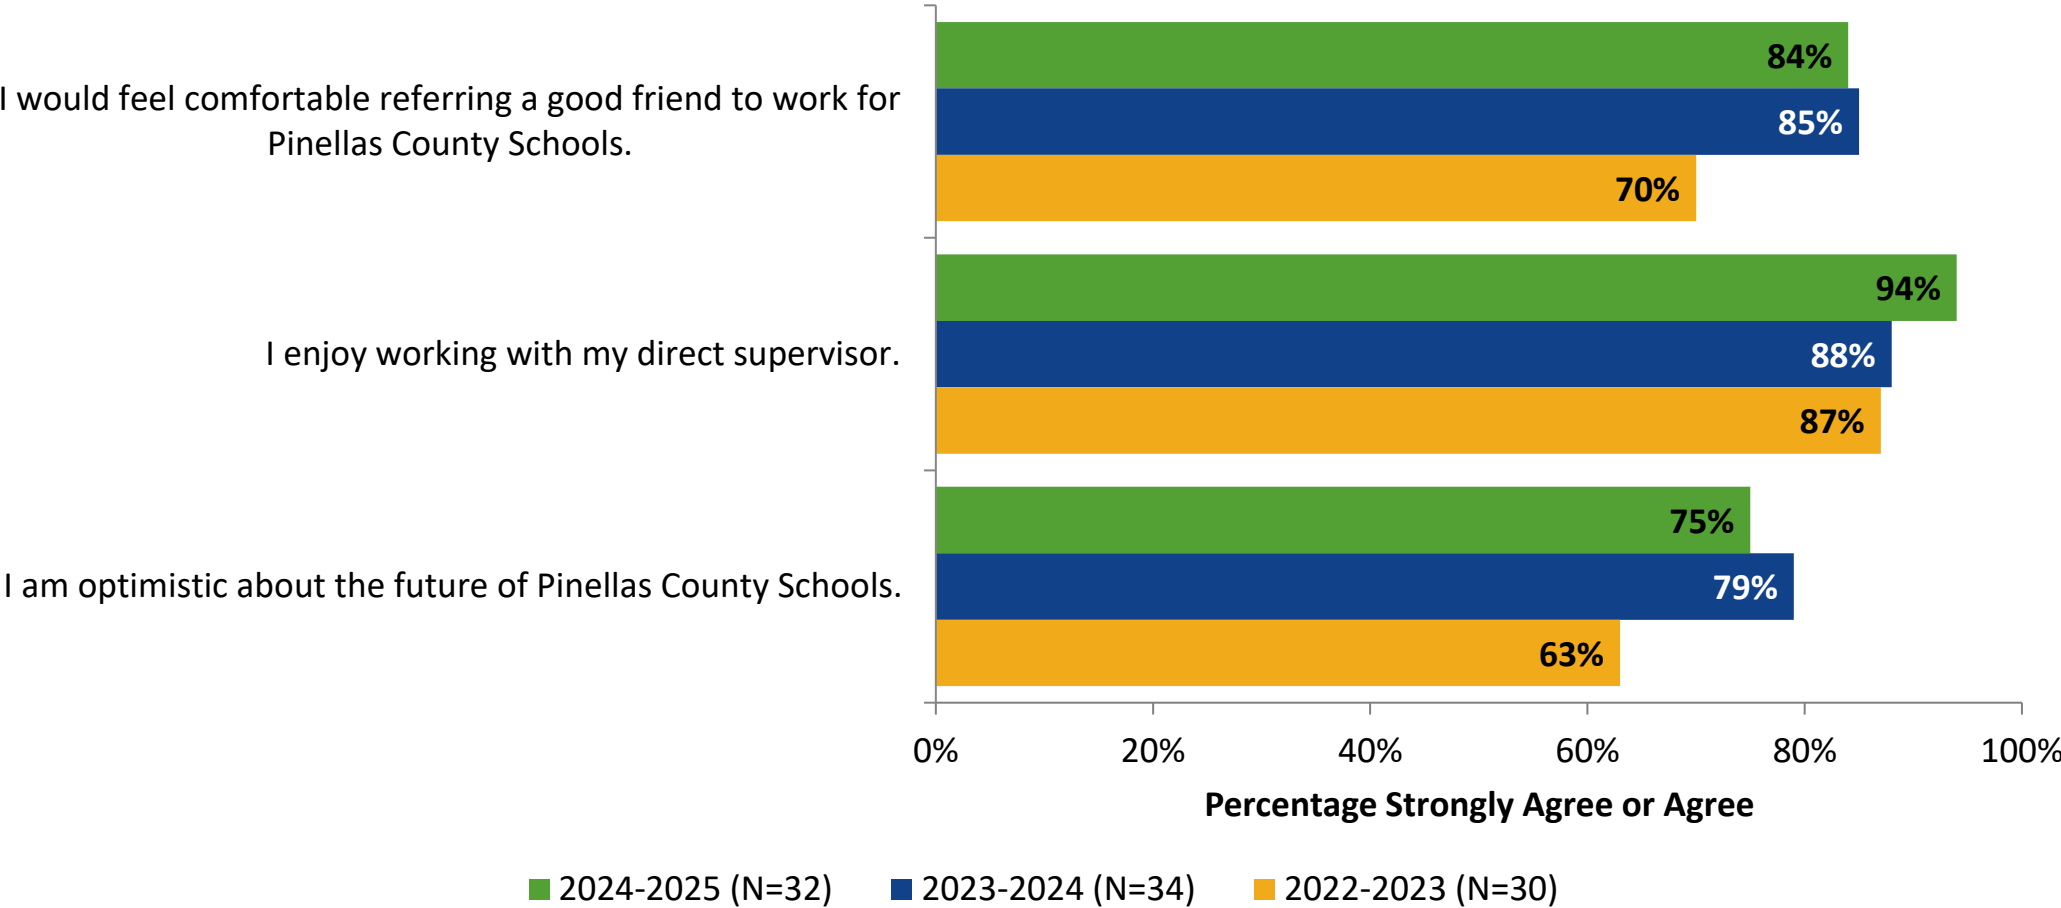 I would feel comfortable referring a good friend to work for
Pinellas County Schools.
84%
85%
70%
I enjoy working with my direct supervisor.
94%
88%
87%
I am optimistic about the future of Pinellas County Schools.
75%
79%
63%
0% 20% 40% 60% 80% 100%
Percentage Strongly Agree or Agree
2024-2025 (N=32) 2023-2024 (N=34) 2022-2023 (N=30)